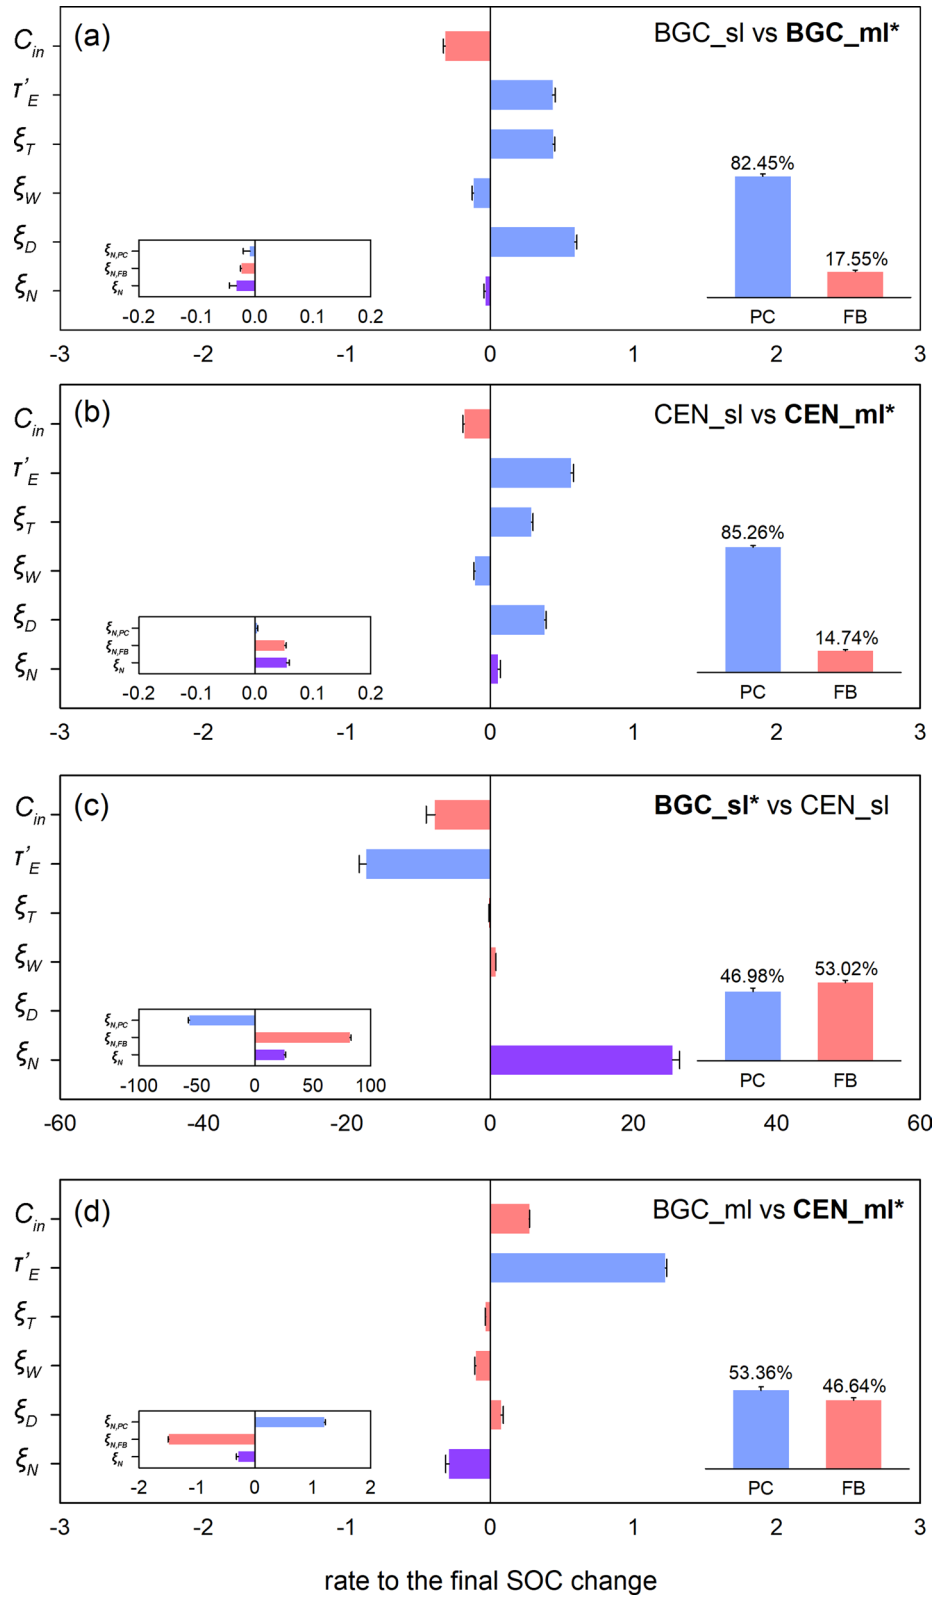 (a)
BGC_sl vs BGC_ml*
C_in
τ'_E
ξ_T
ξ_W
ξ_D
ξ_N
ξ_N,PC
ξ_N,FB
ξ_N
-0.2 -0.1 0.0 0.1 0.2
82.45%
17.55%
PC FB
-3 -2 -1 0 1 2 3
(b)
CEN_sl vs CEN_ml*
C_in
τ'_E
ξ_T
ξ_W
ξ_D
ξ_N
ξ_N,PC
ξ_N,FB
ξ_N
-0.2 -0.1 0.0 0.1 0.2
85.26%
14.74%
PC FB
-3 -2 -1 0 1 2 3
(c)
BGC_sl* vs CEN_sl
C_in
τ'_E
ξ_T
ξ_W
ξ_D
ξ_N
ξ_N,PC
ξ_N,FB
ξ_N
-100 -50 0 50 100
46.98% 53.02%
PC FB
-60 -40 -20 0 20 40 60
(d)
BGC_ml vs CEN_ml*
C_in
τ'_E
ξ_T
ξ_W
ξ_D
ξ_N
ξ_N,PC
ξ_N,FB
ξ_N
-2 -1 0 1 2
53.36% 46.64%
PC FB
-3 -2 -1 0 1 2 3
rate to the final SOC change